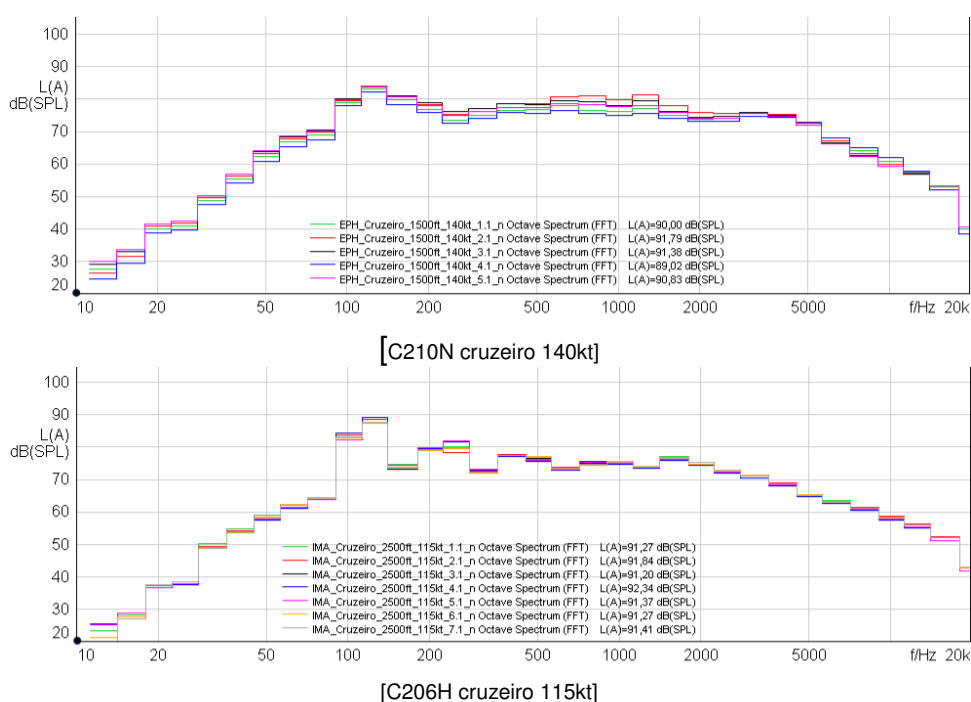 100
90
L(A)
dB(SPL)
80
70
60
50
40
30
20
EPH_Cruzeiro_1500ft_140kt_1.1_n Octave Spectrum (FFT) L(A)=90,00 dB(SPL)
EPH_Cruzeiro_1500ft_140kt_2.1_n Octave Spectrum (FFT) L(A)=91,79 dB(SPL)
EPH_Cruzeiro_1500ft_140kt_3.1_n Octave Spectrum (FFT) L(A)=91,38 dB(SPL)
EPH_Cruzeiro_1500ft_140kt_4.1_n Octave Spectrum (FFT) L(A)=89,02 dB(SPL)
EPH_Cruzeiro_1500ft_140kt_5.1_n Octave Spectrum (FFT) L(A)=90,83 dB(SPL)
10 20 50 100 200 500 1000 2000 5000 f/Hz 20k
[C210N cruzeiro 140kt]
100
90
L(A)
dB(SPL)
70
60
50
40
30
20
IMA_Cruzeiro_2500ft_115kt_1.1_n Octave Spectrum (FFT) L(A)=91,27 dB(SPL)
IMA_Cruzeiro_2500ft_115kt_2.1_n Octave Spectrum (FFT) L(A)=91,84 dB(SPL)
IMA_Cruzeiro_2500ft_115kt_3.1_n Octave Spectrum (FFT) L(A)=91,20 dB(SPL)
IMA_Cruzeiro_2500ft_115kt_4.1_n Octave Spectrum (FFT) L(A)=92,34 dB(SPL)
IMA_Cruzeiro_2500ft_115kt_5.1_n Octave Spectrum (FFT) L(A)=91,37 dB(SPL)
IMA_Cruzeiro_2500ft_115kt_6.1_n Octave Spectrum (FFT) L(A)=91,27 dB(SPL)
IMA_Cruzeiro_2500ft_115kt_7.1_n Octave Spectrum (FFT) L(A)=91,41 dB(SPL)
10 20 50 100 200 500 1000 2000 5000 f/Hz 20k
[C206H cruzeiro 115kt]